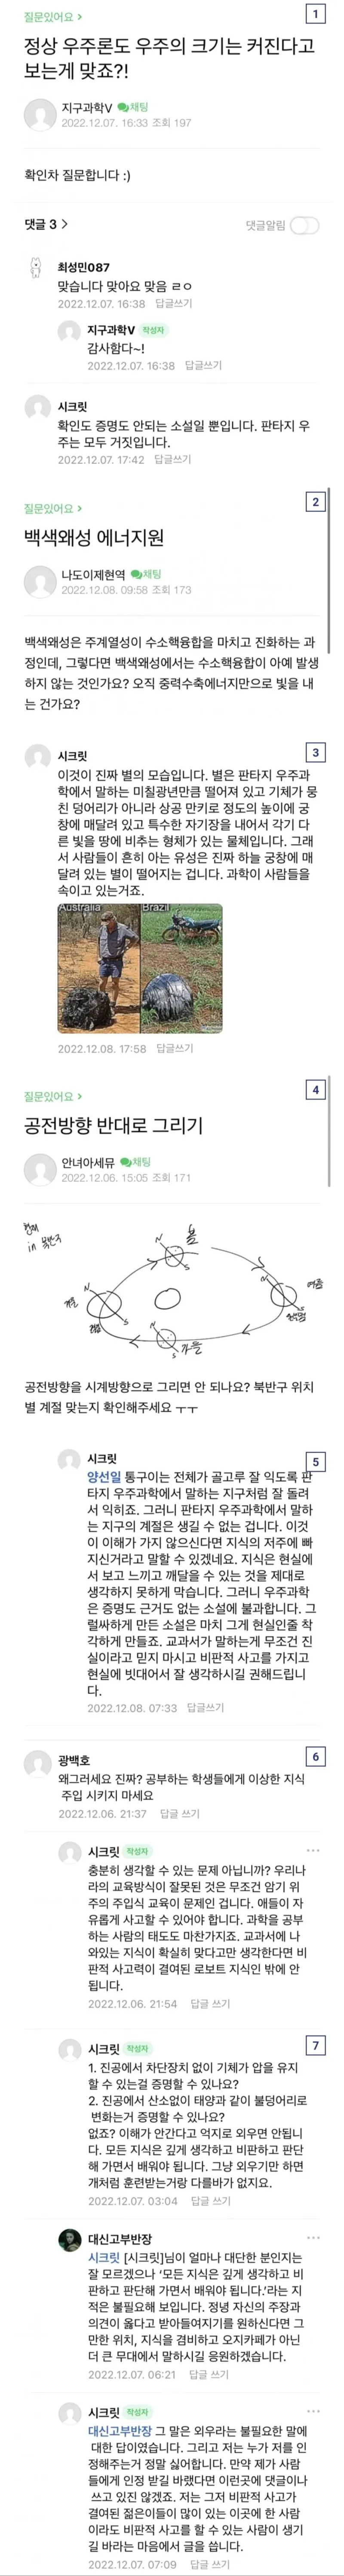 질문있어요 >
1
정상 우주론도 우주의 크기는 커진다고
보는게 맞죠?!
지구과학V 채팅
2022.12.07. 16:33 조회 197
확인차 질문합니다 :)
댓글 3 >
댓글알림
최성민087
맞습니다 맞아요 맞음 ㄹㅇ
2022.12.07. 16:38 답글쓰기
지구과학V 작성자
감사함다~!
2022.12.07. 16:38 답글쓰기
시크릿
확인도 증명도 안되는 소설일 뿐입니다. 판타지 우
주는 모두 거짓입니다.
2022.12.07. 17:42 답글쓰기
질문있어요 >
2
백색왜성 에너지원
나도이제현역 채팅
2022.12.08. 09:58 조회 173
백색왜성은 주계열성이 수소핵융합을 마치고 진화하는 과
정인데, 그렇다면 백색왜성에서는 수소핵융합이 아예 발생
하지 않는 것인가요? 오직 중력수축에너지만으로 빛을 내
는 건가요?
3
시크릿
이것이 진짜 별의 모습입니다. 별은 판타지 우주과
학에서 말하는 미칠광년만큼 떨어져 있고 기체가 뭉
친 덩어리가 아니라 상공 만키로 정도의 높이에 궁
창에 매달려 있고 특수한 자기장을 내어서 각기 다
른 빛을 땅에 비추는 형체가 있는 물체입니다. 그래
서 사람들이 흔히 아는 유성은 진짜 하늘 궁창에 매
달려 있는 별이 떨어지는 겁니다. 과학이 사람들을
속이고 있는거죠.
Australia
Brazil
2022.12.08. 17:58 답글쓰기
질문있어요 >
4
공전방향 반대로 그리기
안녀아세뮤 채팅
2022.12.06. 15:05 조회 171
현재
in 북반구
봄
N
S
여름
N
S
가을
N
S
겨울
N
S
공전방향을 시계방향으로 그리면 안 되나요? 북반구 위치
별 계절 맞는지 확인해주세요 ㅜㅜ
5
시크릿
양선일 통구이는 전체가 골고루 잘 익도록 판
타지 우주과학에서 말하는 지구처럼 잘 돌려
서 익히죠. 그러니 판타지 우주과학에서 말하
는 지구의 계절은 생길 수 없는 겁니다. 이것
이 이해가 가지 않으신다면 지식의 저주에 빠
지신거라고 말할 수 있겠네요. 지식은 현실에
서 보고 느끼고 깨달을 수 있는 것을 제대로
생각하지 못하게 막습니다. 그러니 우주과학
은 증명도 근거도 없는 소설에 불과합니다. 그
럴싸하게 만든 소설은 마치 그게 현실인줄 착
각하게 만들죠. 교과서가 말하는게 무조건 진
실이라고 믿지 마시고 비판적 사고를 가지고
현실에 빗대어서 잘 생각하시길 권해드립니
다.
2022.12.08. 07:33 답글쓰기
6
광백호
왜그러세요 진짜? 공부하는 학생들에게 이상한 지식
주입 시키지 마세요
2022.12.06. 21:37 답글 쓰기
시크릿 작성자
충분히 생각할 수 있는 문제 아닙니까? 우리나
라의 교육방식이 잘못된 것은 무조건 암기 위
주의 주입식 교육이 문제인 겁니다. 애들이 자
유롭게 사고할 수 있어야 합니다. 과학을 공부
하는 사람의 태도도 마찬가지죠. 교과서에 나
와있는 지식이 확실히 맞다고만 생각한다면 비
판적 사고력이 결여된 로보트 지식인 밖에 안
됩니다.
2022.12.06. 21:54 답글 쓰기
7
시크릿 작성자
1. 진공에서 차단장치 없이 기체가 압을 유지
할 수 있는걸 증명할 수 있나요?
2. 진공에서 산소없이 태양과 같이 불덩어리로
변화는거 증명할 수 있나요?
없죠? 이해가 안간다고 억지로 외우면 안됩니
다. 모든 지식은 깊게 생각하고 비판하고 판단
해 가면서 배워야 됩니다. 그냥 외우기만 하면
개처럼 훈련받는거랑 다를바가 없지요.
2022.12.07. 03:04 답글 쓰기
대신고부반장
시크릿 [시크릿]님이 얼마나 대단한 분인지는
잘 모르겠으나 '모든 지식은 깊게 생각하고 비
판하고 판단해 가면서 배워야 됩니다.'라는 지
적은 불필요해 보입니다. 정녕 자신의 주장과
의견이 옳다고 받아들여지기를 원하신다면 그
만한 위치, 지식을 겸비하고 오지카페가 아닌
더 큰 무대에서 말하시길 응원하겠습니다.
2022.12.07. 06:21 답글 쓰기
시크릿 작성자
대신고부반장 그 말은 외우라는 불필요한 말에
대한 답이였습니다. 그리고 저는 누가 저를 인
정해주는거 정말 싫어합니다. 만약 제가 사람
들에게 인정 받길 바랬다면 이런곳에 댓글이나
쓰고 있진 않겠죠. 저는 그저 비판적 사고가
결여된 젊은이들이 많이 있는 이곳에 한 사람
이라도 비판적 사고를 할 수 있는 사람이 생기
길 바라는 마음에서 글을 씁니다.
2022.12.07. 07:09 답글 쓰기